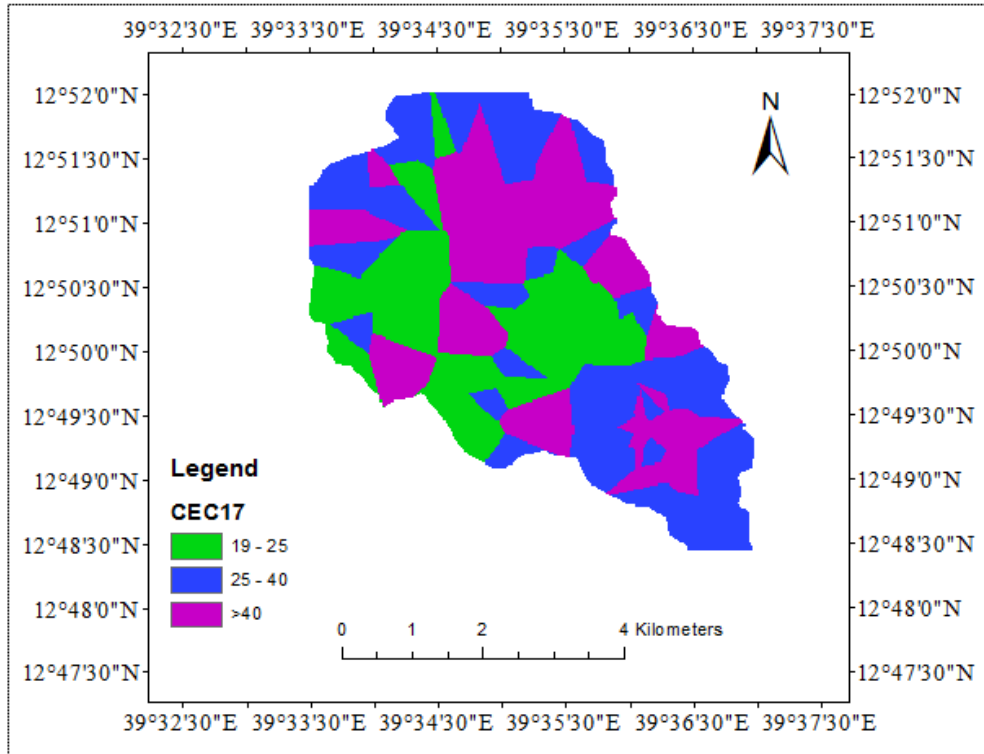 39°32'30"E 39°33'30"E 39°34'30"E 39°35'30"E 39°36'30"E 39°37'30"E
N
12°52'0"N 12°52'0"N
12°51'30"N 12°51'30"N
12°51'0"N 12°51'0"N
12°50'30"N 12°50'30"N
12°50'0"N 12°50'0"N
12°49'30"N 12°49'30"N
12°49'0"N 12°49'0"N
12°48'30"N 12°48'30"N
12°48'0"N 12°48'0"N
12°47'30"N 12°47'30"N
Legend
CEC17
19 - 25
25 - 40
>40
0 1 2 4 Kilometers
39°32'30"E 39°33'30"E 39°34'30"E 39°35'30"E 39°36'30"E 39°37'30"E